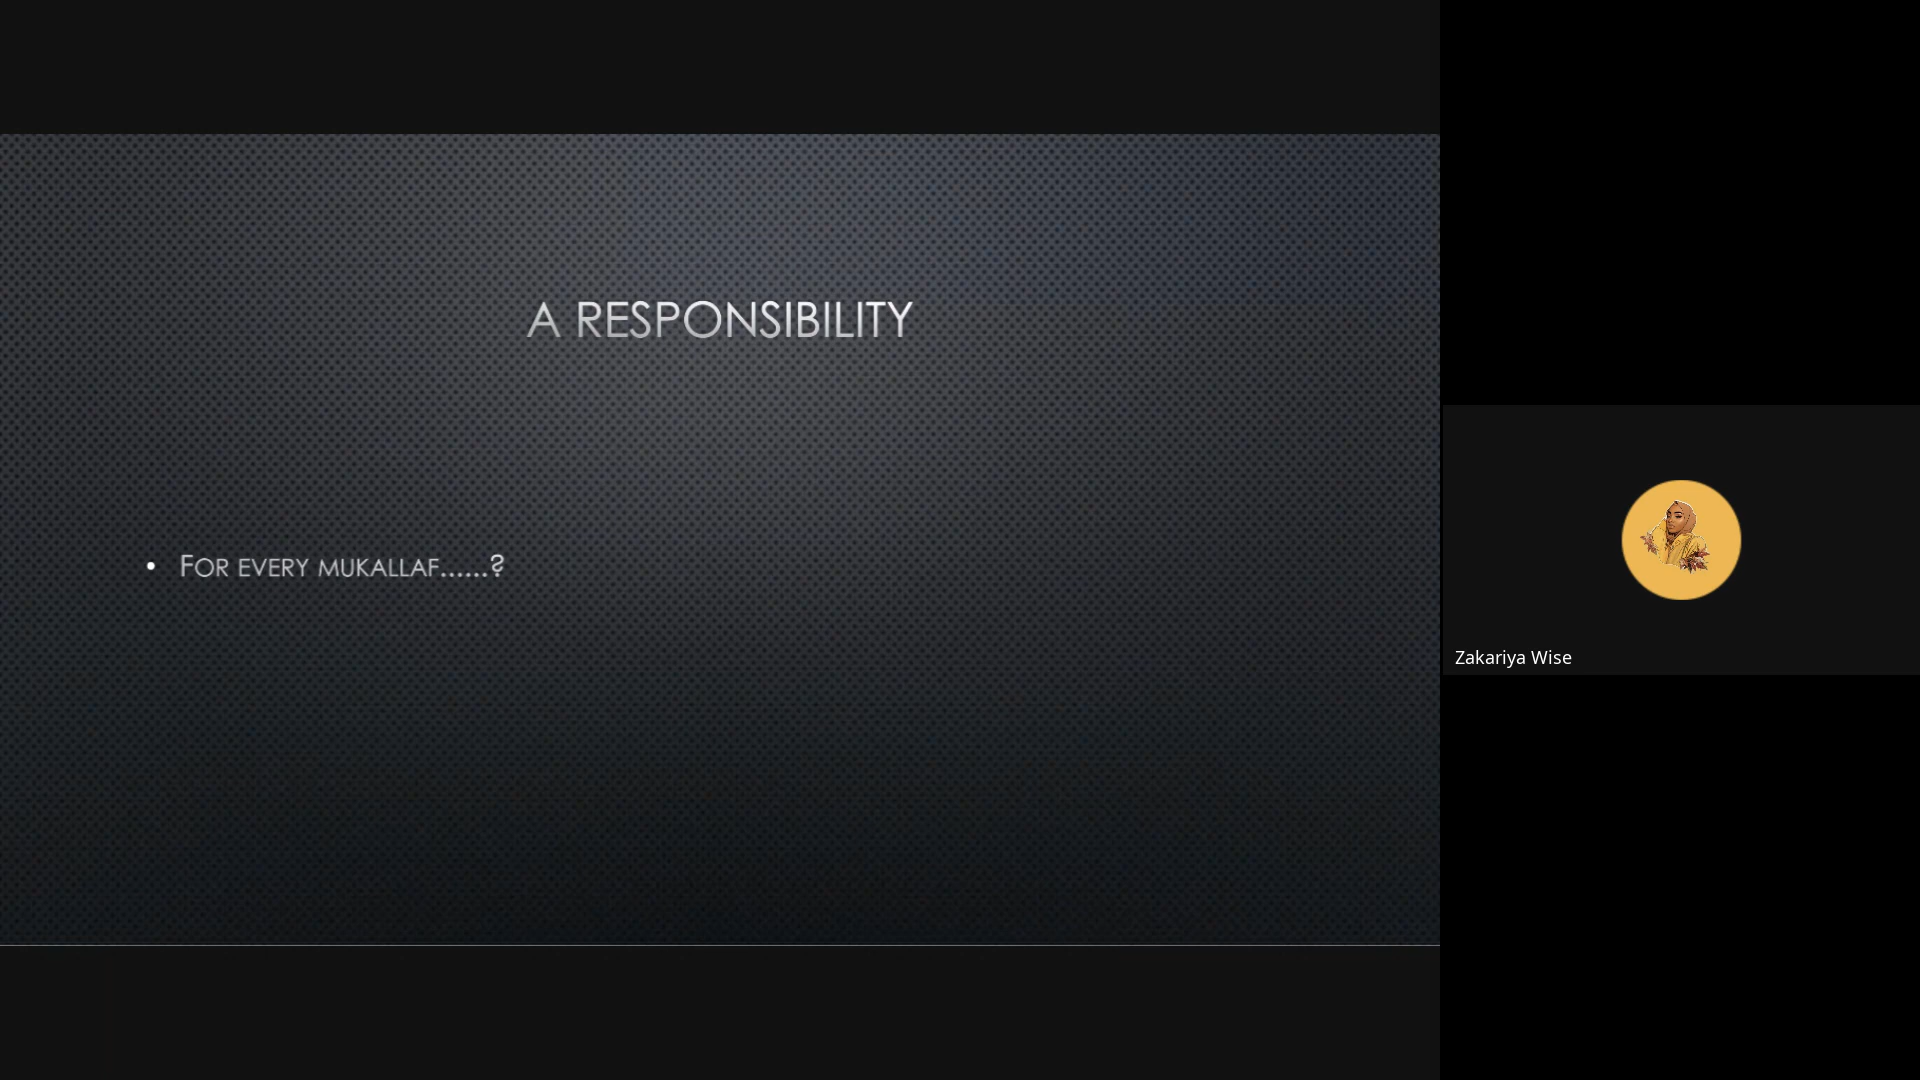 A RESPONSIBILITY
• FOR EVERY MUKALLAF......?
Zakariya Wise